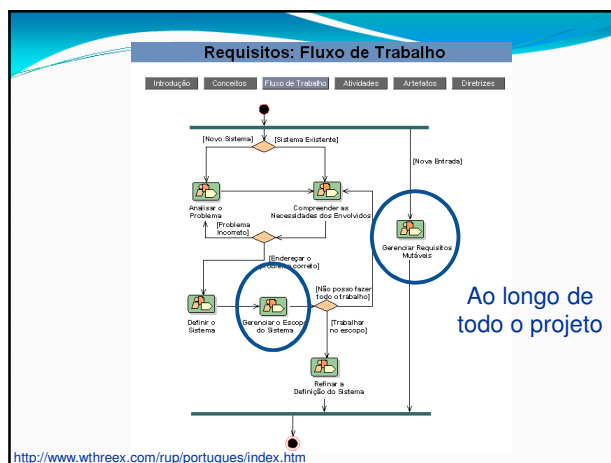 Requisitos: Fluxo de Trabalho
Introdução Conceitos Fluxo de Trabalho Atividades Artefatos Diretrizes
[Novo Sistema] [Sistema Existente]
[Nova Entrada]
Analisar o
Problema
Compreender as
Necessidades dos Envolvidos
[Problema
Incorreto]
Gerenciar Requisitos
Mutáveis
[Endereçar o
problema correto]
[Não posso fazer
todo o trabalho]
Ao longo de
todo o projeto
Definir o
Sistema
Gerenciar o Escopo
do Sistema
[Trabalhar
no escopo]
Refinar a
Definição do Sistema
http://www.wthreex.com/rup/portugues/index.htm